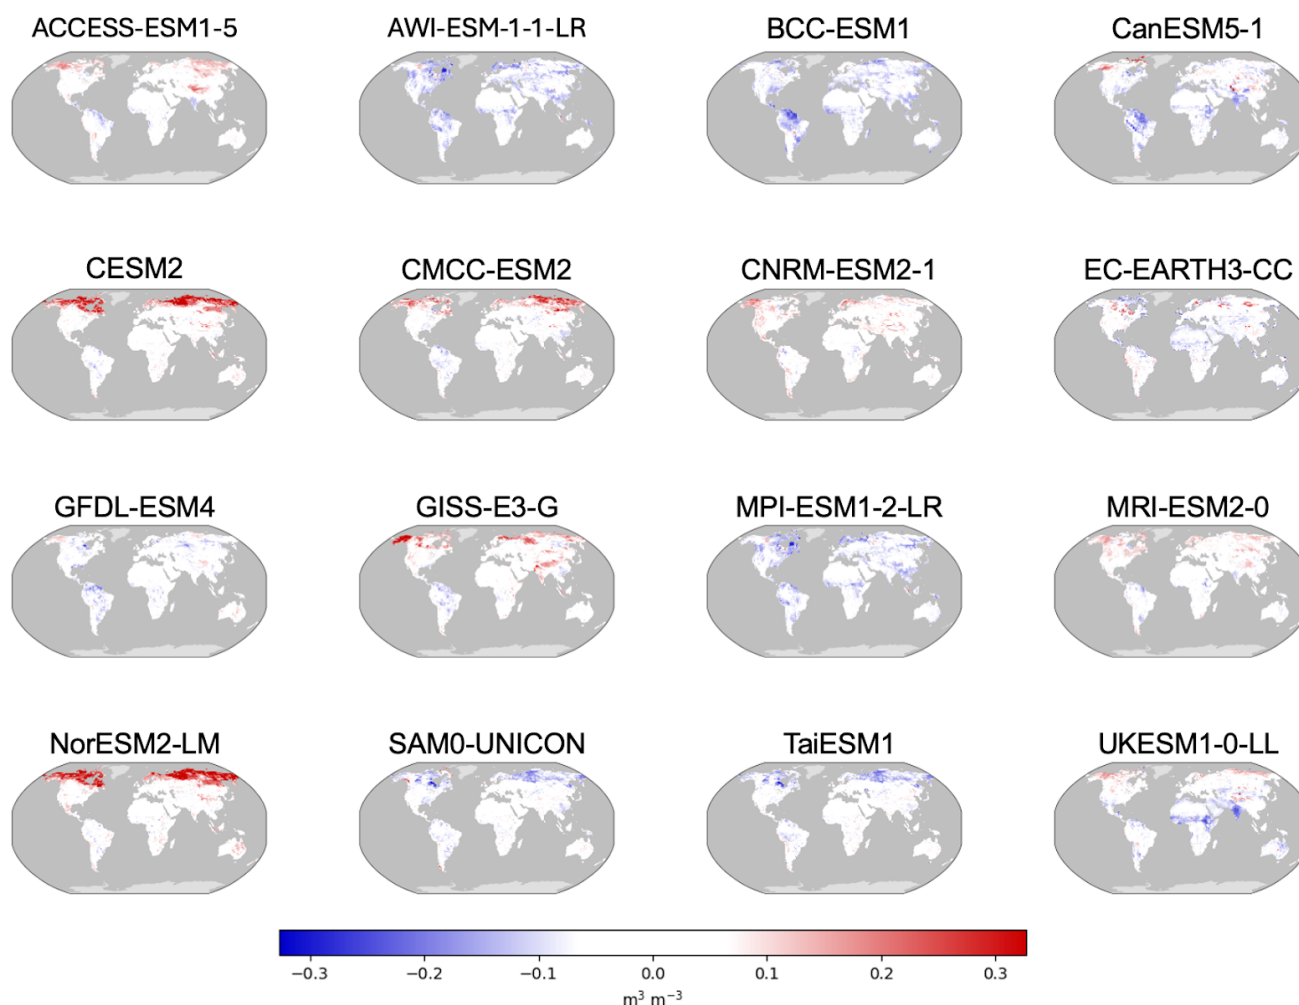 ACCESS-ESM1-5 AWI-ESM-1-1-LR BCC-ESM1 CanESM5-1
CESM2 CMCC-ESM2 CNRM-ESM2-1 EC-EARTH3-CC
GFDL-ESM4 GISS-E3-G MPI-ESM1-2-LR MRI-ESM2-0
NorESM2-LM SAM0-UNICON TaiESM1 UKESM1-0-LL
−0.3 −0.2 −0.1 0.0 0.1 0.2 0.3
m³ m⁻³